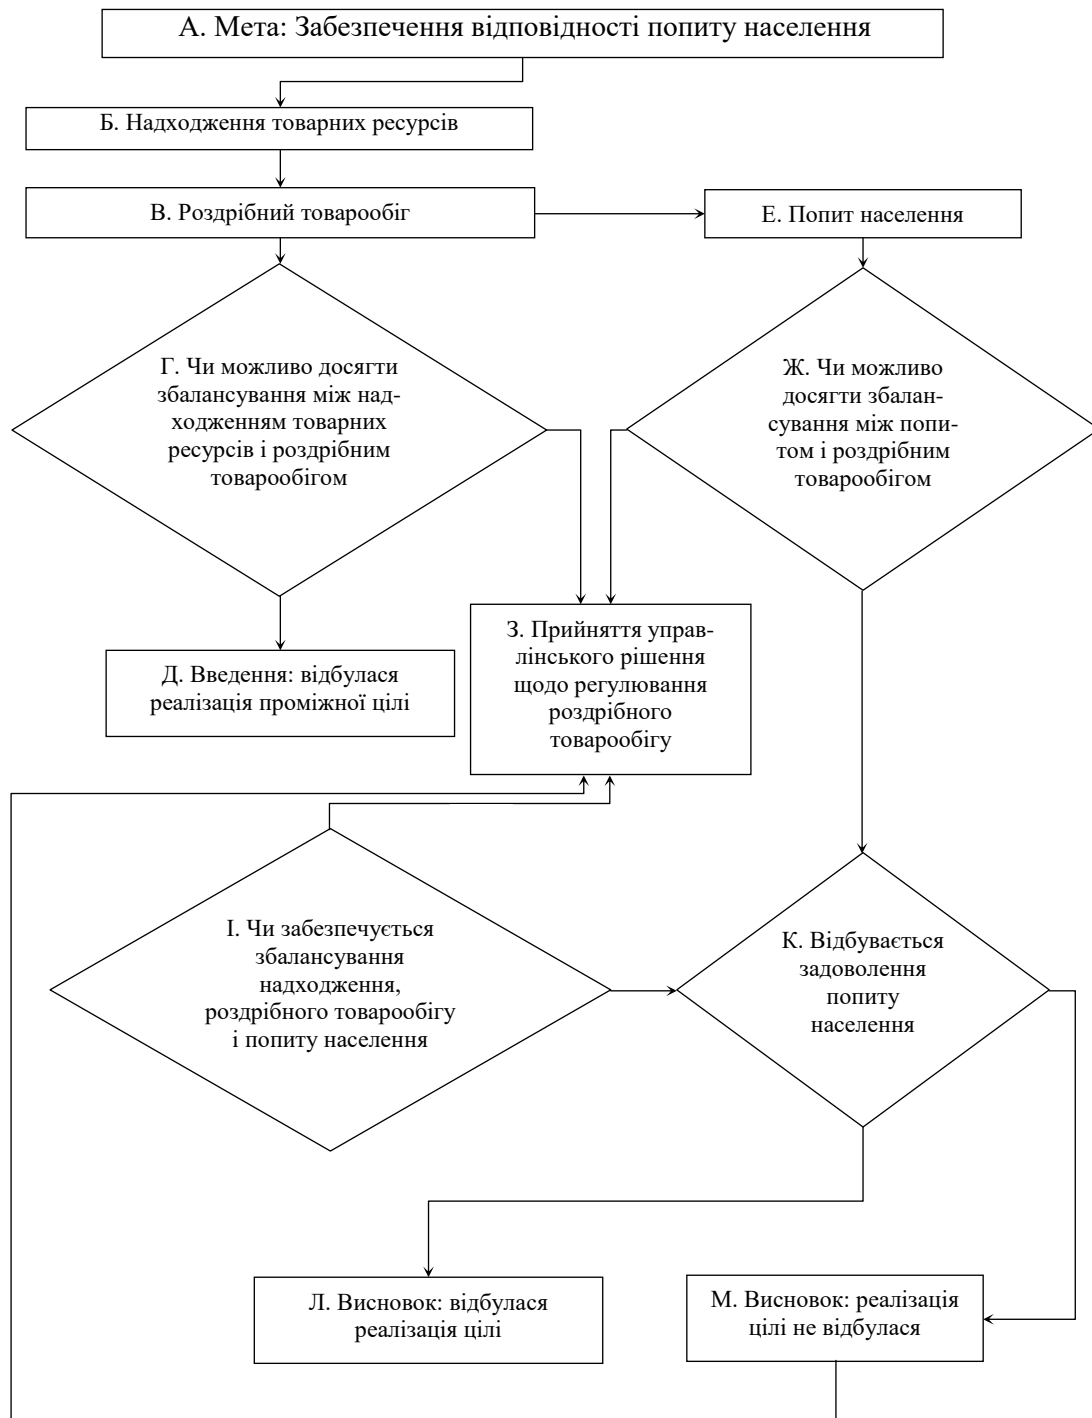 А. Мета: Забезпечення відповідності попиту населення
Б. Надходження товарних ресурсів
В. Роздрібний товарообіг
Е. Попит населення
Г. Чи можливо досягти
збалансування між над-
ходженням товарних
ресурсів і роздрібним
товарообігом
Ж. Чи можливо
досягти збалан-
сування між попи-
том і роздрібним
товарообігом
З. Прийняття управ-
лінського рішення
щодо регулювання
роздрібного
товарообігу
Д. Введення: відбулася
реалізація проміжної цілі
І. Чи забезпечується
збалансування
надходження,
роздрібного товарообігу
і попиту населення
К. Відбувається
задоволення
попиту
населення
Л. Висновок: відбулася
реалізація цілі
М. Висновок: реалізація
цілі не відбулася